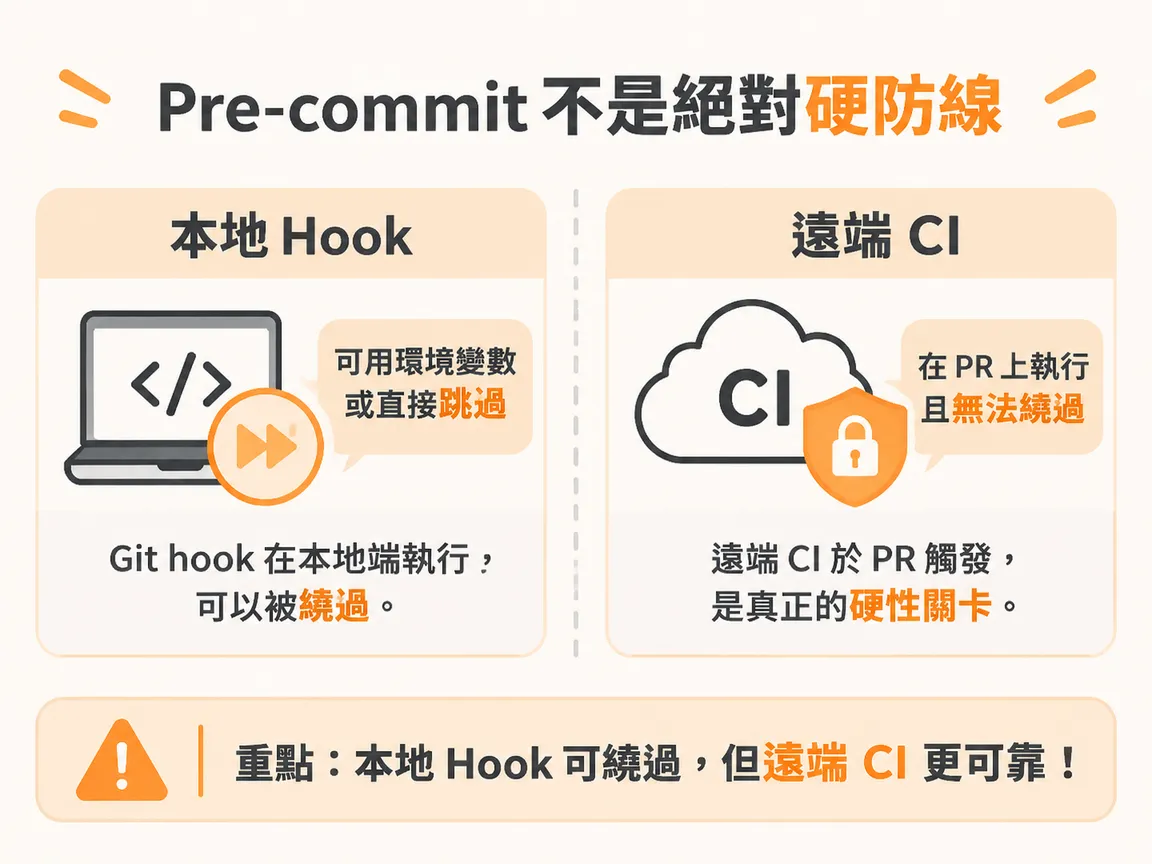 Pre-commit 不是絕對硬防線
本地 Hook
</>
可用環境變數
或直接跳過
Git hook 在本地端執行，
可以被繞過。
遠端 CI
CI
在 PR 上執行
且無法繞過
遠端 CI 於 PR 觸發，
是真正的硬性關卡。
重點：本地 Hook 可繞過，但遠端 CI 更可靠！